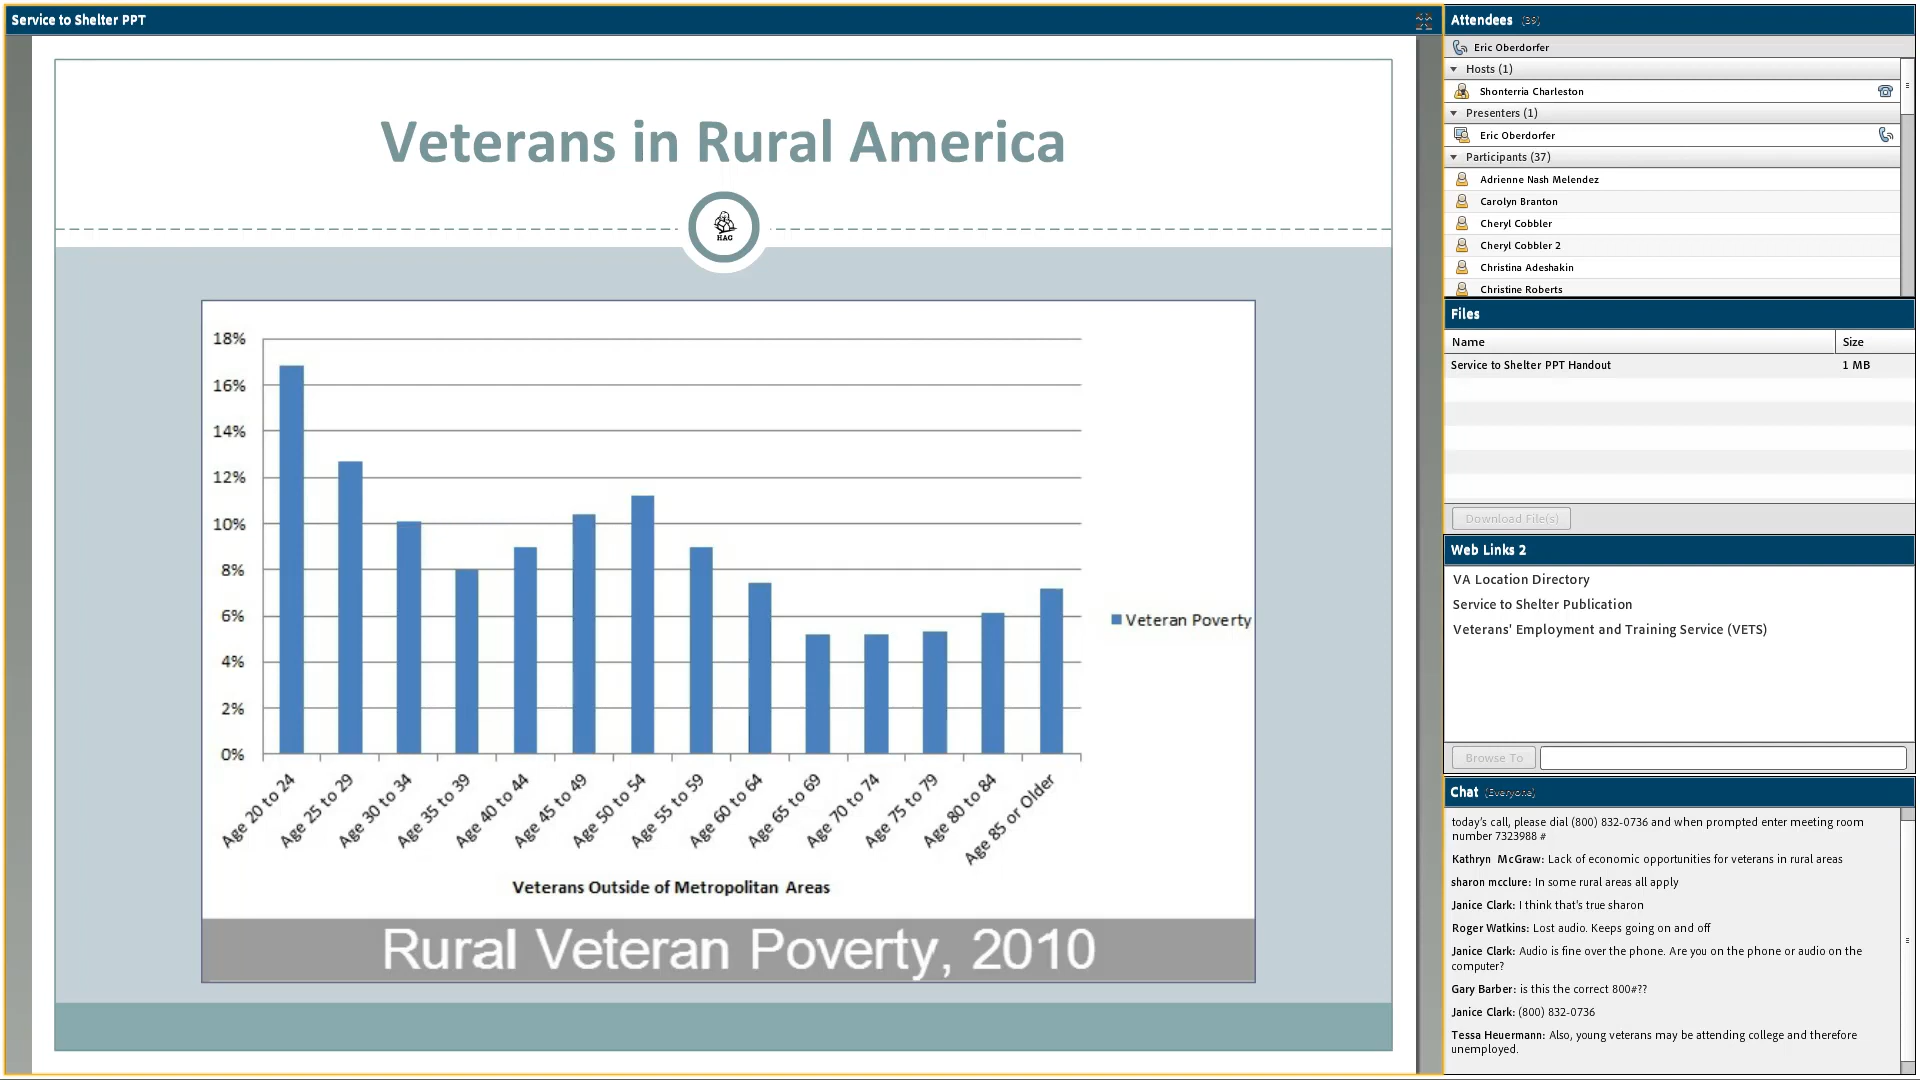 Service to Shelter PPT
Veterans in Rural America
HAC
18%
16%
14%
12%
10%
8%
6%
4%
2%
0%
Age 20 to 24
Age 25 to 29
Age 30 to 34
Age 35 to 39
Age 40 to 44
Age 45 to 49
Age 50 to 54
Age 55 to 59
Age 60 to 64
Age 65 to 69
Age 70 to 74
Age 75 to 79
Age 80 to 84
Age 85 or Older
Veteran Poverty
Veterans Outside of Metropolitan Areas
Rural Veteran Poverty, 2010
Attendees (39)
Eric Oberdorfer
Hosts (1)
Shonterria Charleston
Presenters (1)
Eric Oberdorfer
Participants (37)
Adrienne Nash Melendez
Carolyn Branton
Cheryl Cobbler
Cheryl Cobbler 2
Christina Adeshakin
Christine Roberts
Files
Name Size
Service to Shelter PPT Handout 1 MB
Download File(s)
Web Links 2
VA Location Directory
Service to Shelter Publication
Veterans' Employment and Training Service (VETS)
Browse To
Chat (Everyone)
today's call, please dial (800) 832-0736 and when prompted enter meeting room
number 7323988 #
Kathryn McGraw: Lack of economic opportunities for veterans in rural areas
sharon mcclure: In some rural areas all apply
Janice Clark: I think that's true sharon
Roger Watkins: Lost audio. Keeps going on and off
Janice Clark: Audio is fine over the phone. Are you on the phone or audio on the
computer?
Gary Barber: is this the correct 800#??
Janice Clark: (800) 832-0736
Tessa Heuermann: Also, young veterans may be attending college and therefore
unemployed.